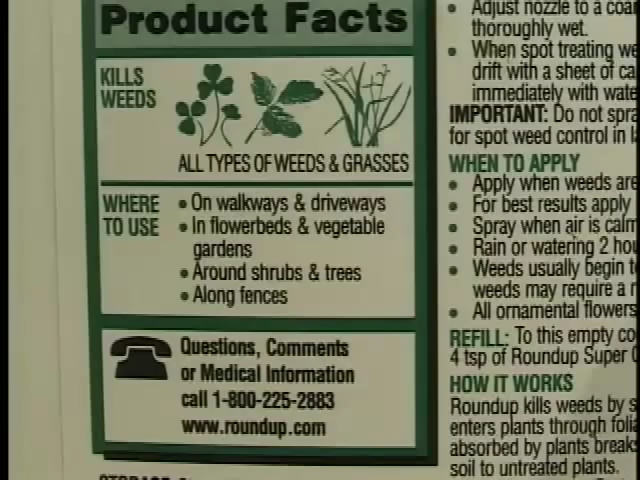 Product Facts
KILLS
WEEDS
ALL TYPES OF WEEDS & GRASSES
WHERE
TO USE
• On walkways & driveways
• In flowerbeds & vegetable
gardens
• Around shrubs & trees
• Along fences
Questions, Comments
or Medical Information
call 1-800-225-2883
www.roundup.com
• Adjust nozzle to a
thoroughly wet.
• When spot treating
drift with a sheet of
immediately with
IMPORTANT: Do not
for spot weed control in
WHEN TO APPLY
• Apply when weeds are
• For best results apply
• Spray when air is
• Rain or watering 2
• Weeds usually begin
weeds may require a
• All ornamental flowers
REFILL: To this empty
4 tsp of Roundup Super
HOW IT WORKS
Roundup kills weeds by
enters plants through
absorbed by plants
soil to untreated plants.